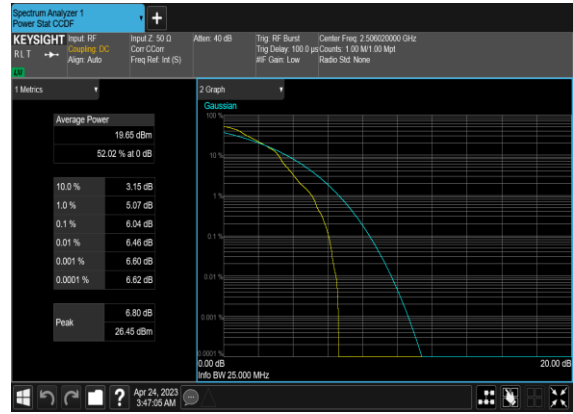 Spectrum Analyzer 1
Power Stat CCDF
KEYSIGHT
RLT
LW
Input: RF
Coupling: DC
Align: Auto
Input Z: 50 Ω
Corr CCorr
Freq Ref: Int (S)
Atten: 40 dB
Trig: RF Burst
Trig Delay: 100.0 µs
#IF Gain: Low
Center Freq: 2.506020000 GHz
Counts: 1.00 M/1.00 Mpt
Radio Std: None
1 Metrics
Average Power
19.65 dBm
52.02 % at 0 dB
10.0 % 3.15 dB
1.0 % 5.07 dB
0.1 % 6.04 dB
0.01 % 6.46 dB
0.001 % 6.60 dB
0.0001 % 6.62 dB
Peak
6.80 dB
26.45 dBm
2 Graph
Gaussian
100 %
10 %
1 %
0.1 %
0.01 %
0.001 %
0.0001 %
0.00 dB 20.00 dB
Info BW 25.000 MHz
Apr 24, 2023
3:47:05 AM